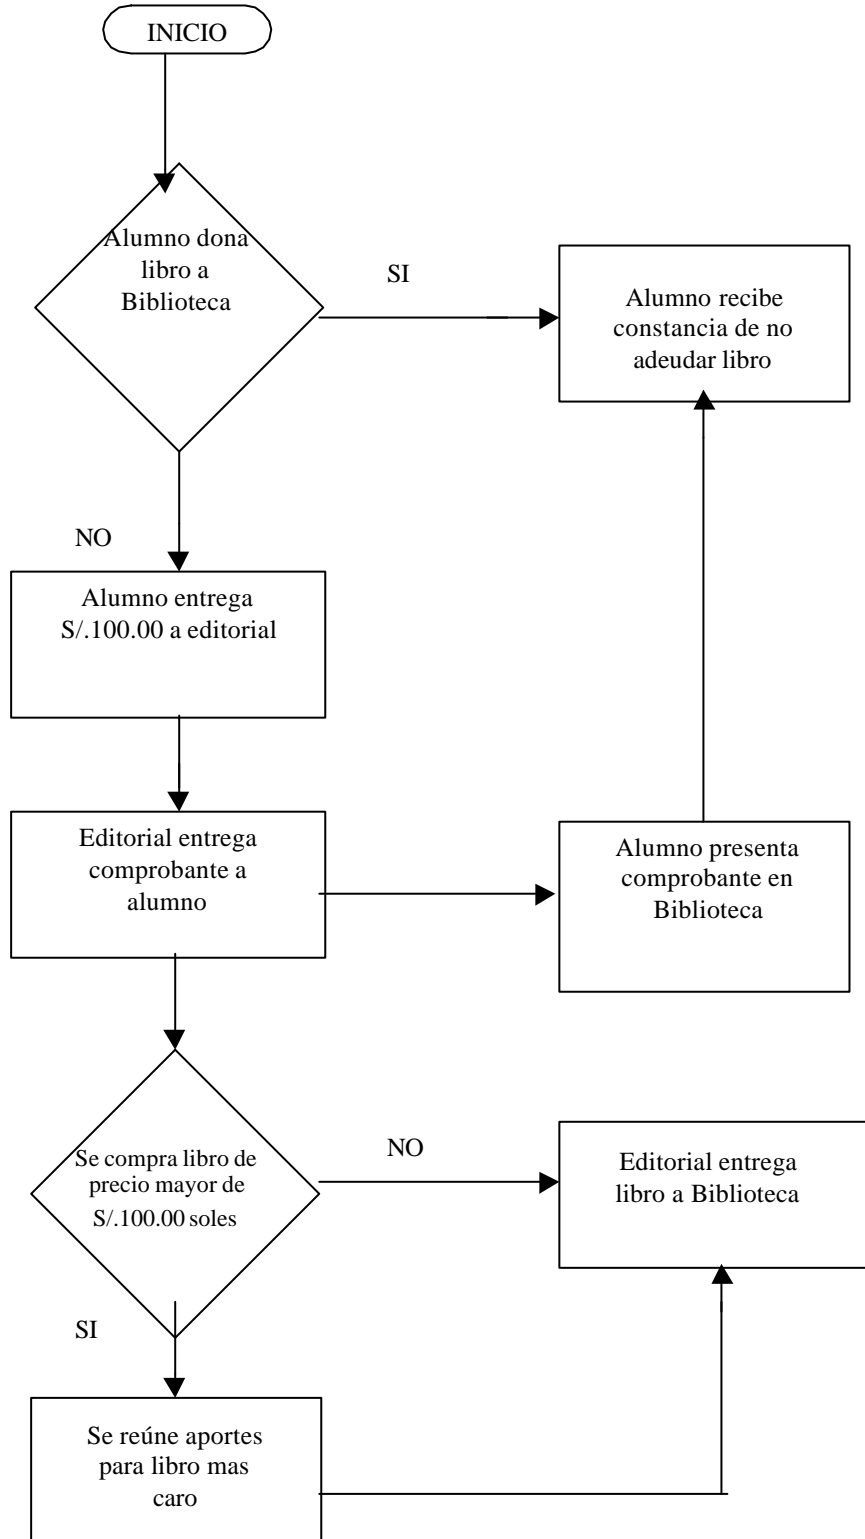 INICIO
Alumno dona
libro a
Biblioteca
SI
Alumno recibe
constancia de no
adeudar libro
NO
Alumno entrega
S/.100.00 a editorial
Editorial entrega
comprobante a
alumno
Alumno presenta
comprobante en
Biblioteca
Se compra libro de
precio mayor de
S/.100.00 soles
NO
Editorial entrega
libro a Biblioteca
SI
Se reúne aportes
para libro mas
caro